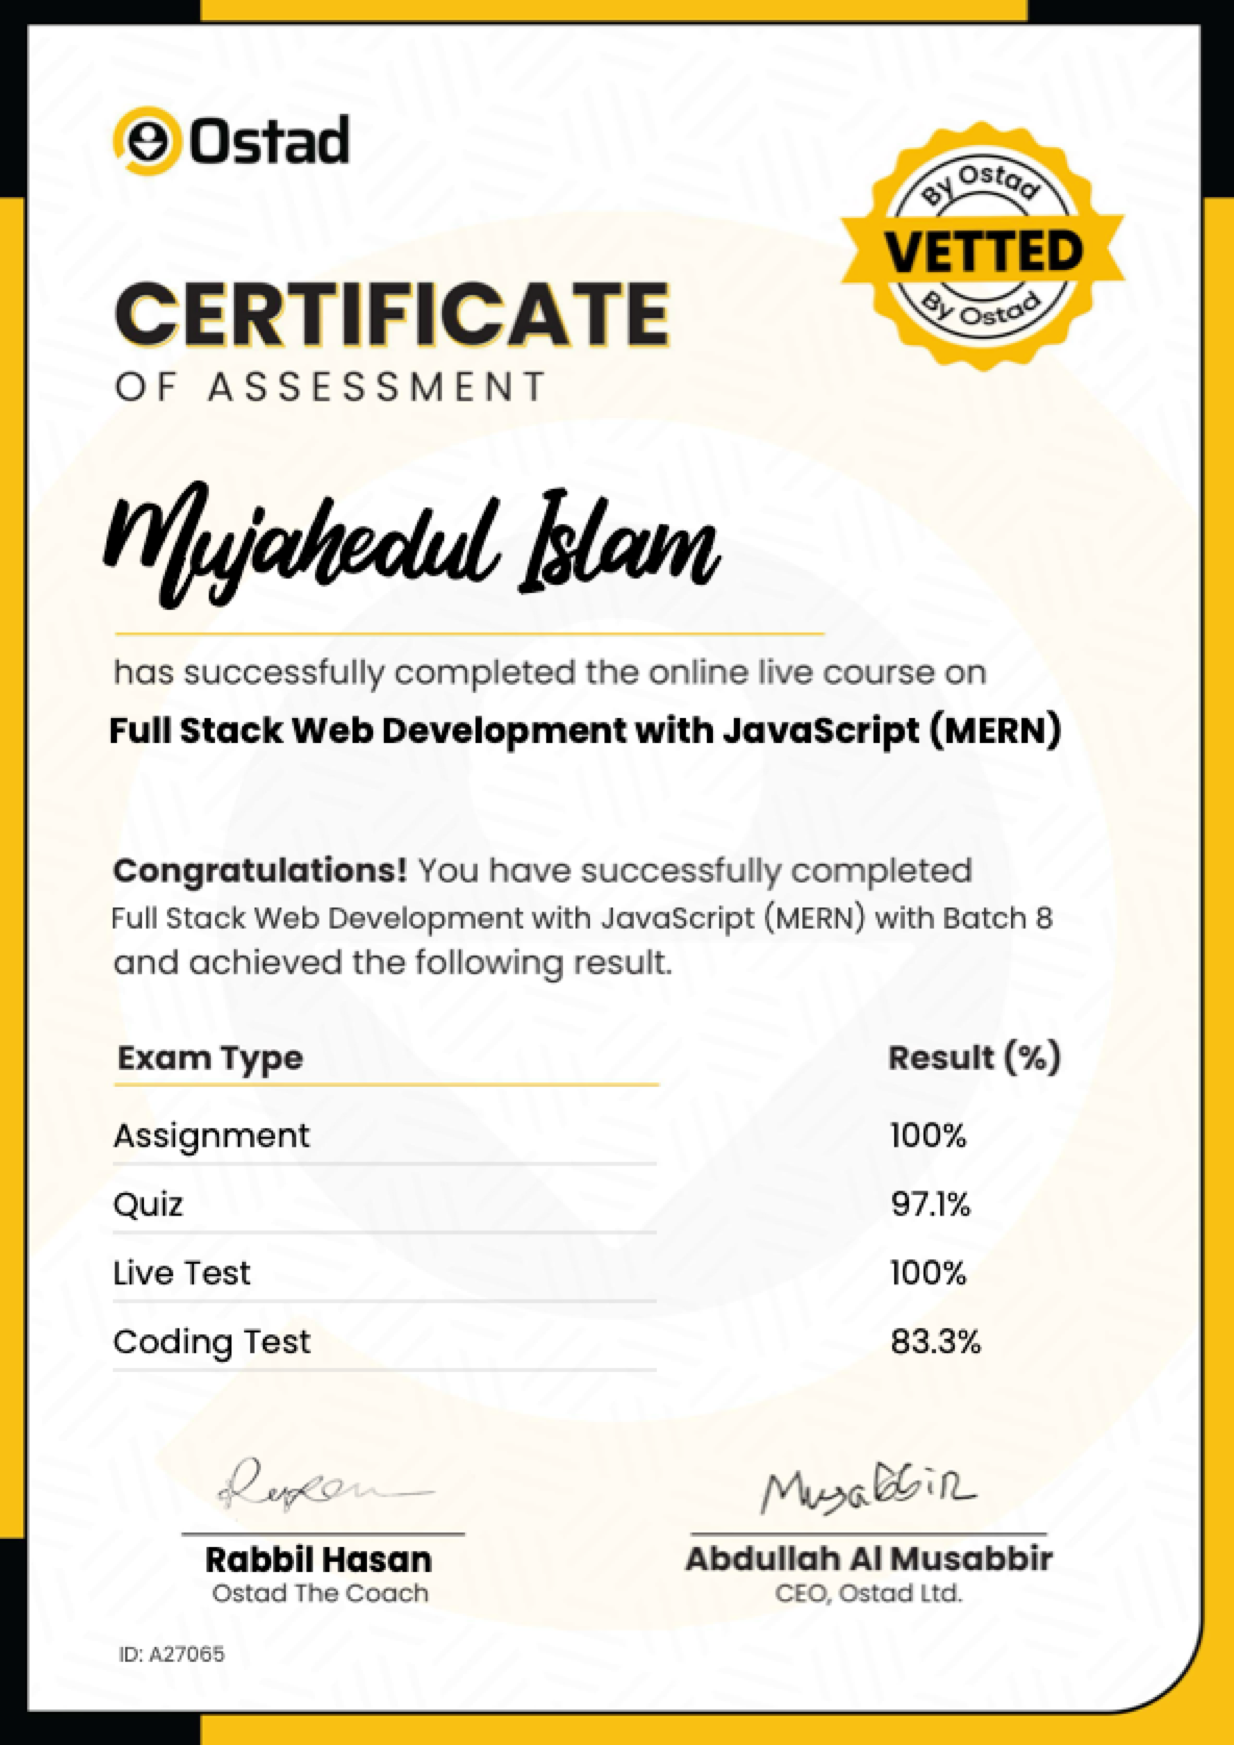 Ostad
By Ostad
VETTED
By Ostad
CERTIFICATE
OF ASSESSMENT
Mujahedul Islam
has successfully completed the online live course on
Full Stack Web Development with JavaScript (MERN)
Congratulations! You have successfully completed
Full Stack Web Development with JavaScript (MERN) with Batch 8
and achieved the following result.
Exam Type Result (%)
Assignment 100%
Quiz 97.1%
Live Test 100%
Coding Test 83.3%
Musabbir
Rabbil Hasan Abdullah Al Musabbir
Ostad The Coach CEO, Ostad Ltd.
ID: A27065